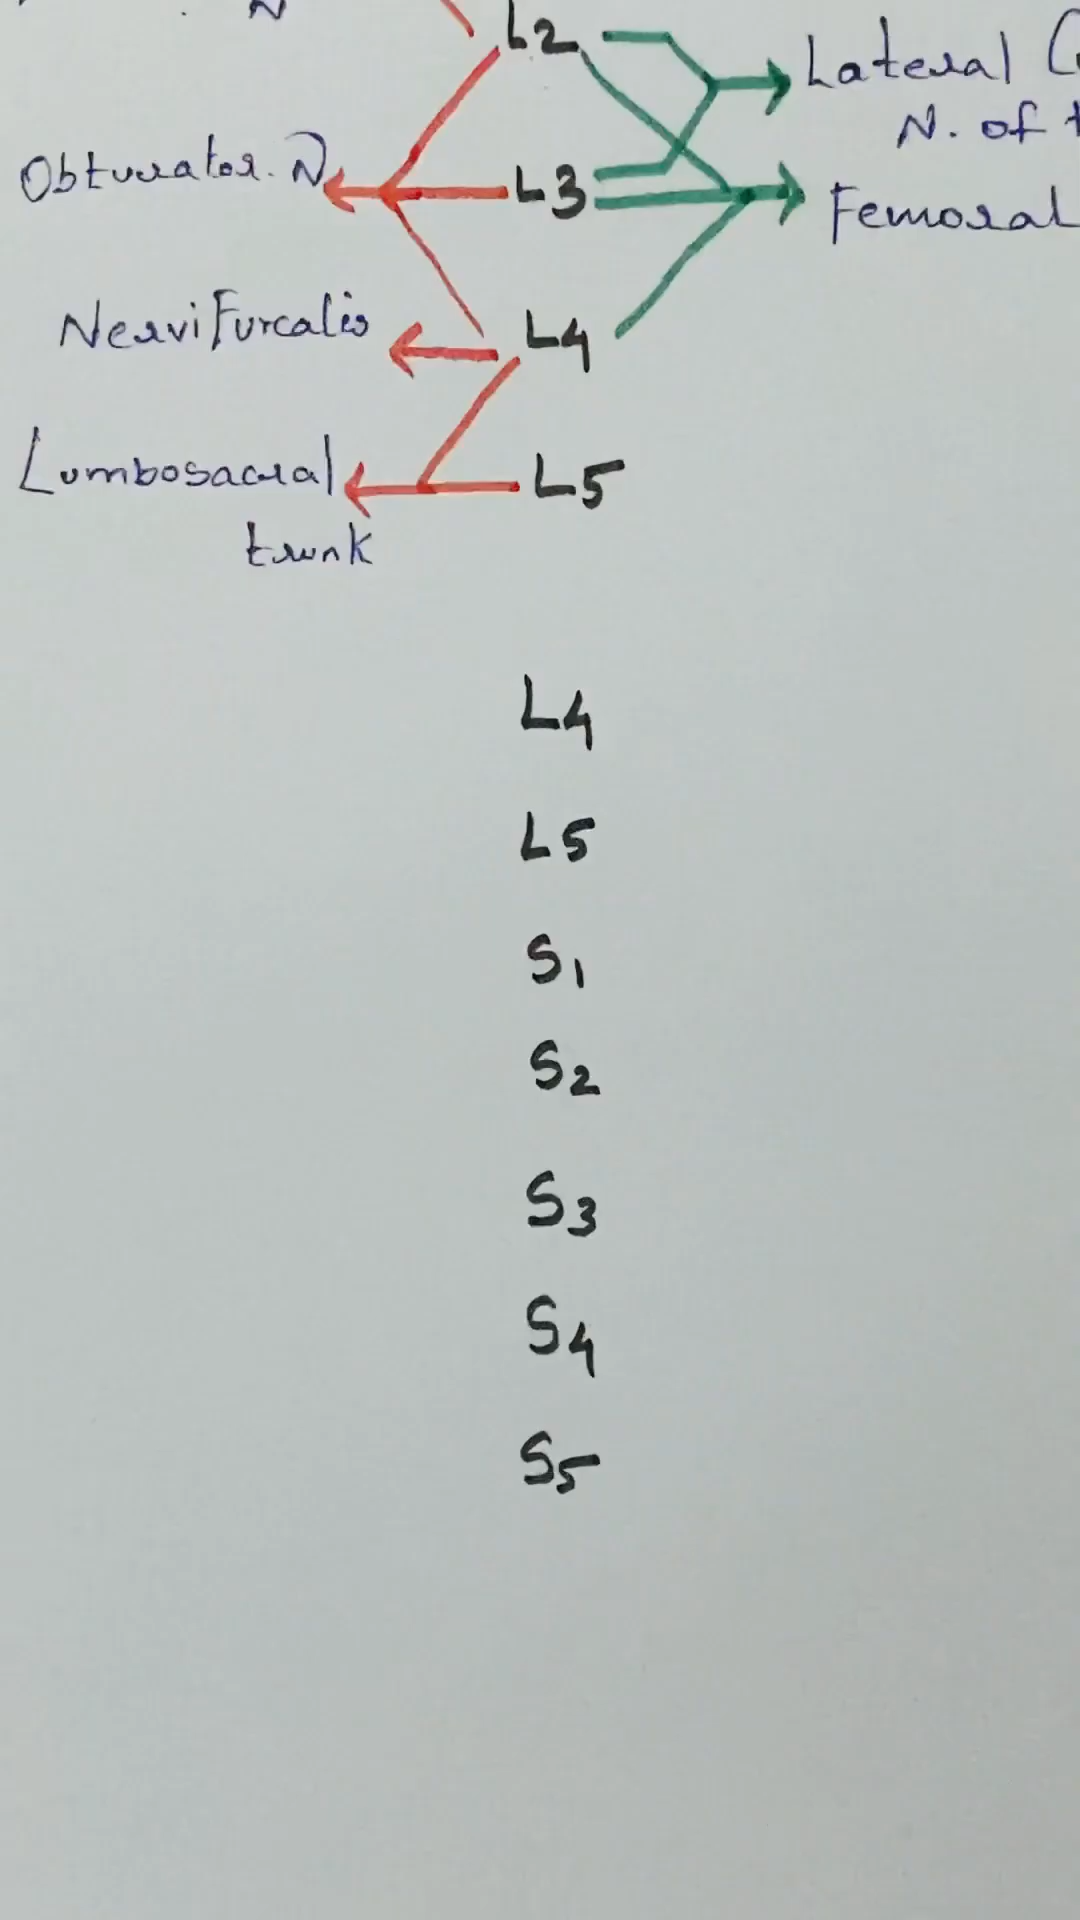 N
L2
Lateral
N. of
Obturator. N
L3
Femoral
Nervi Furcalis
L4
Lumbosacral
trunk
L5
L4
L5
S1
S2
S3
S4
S5